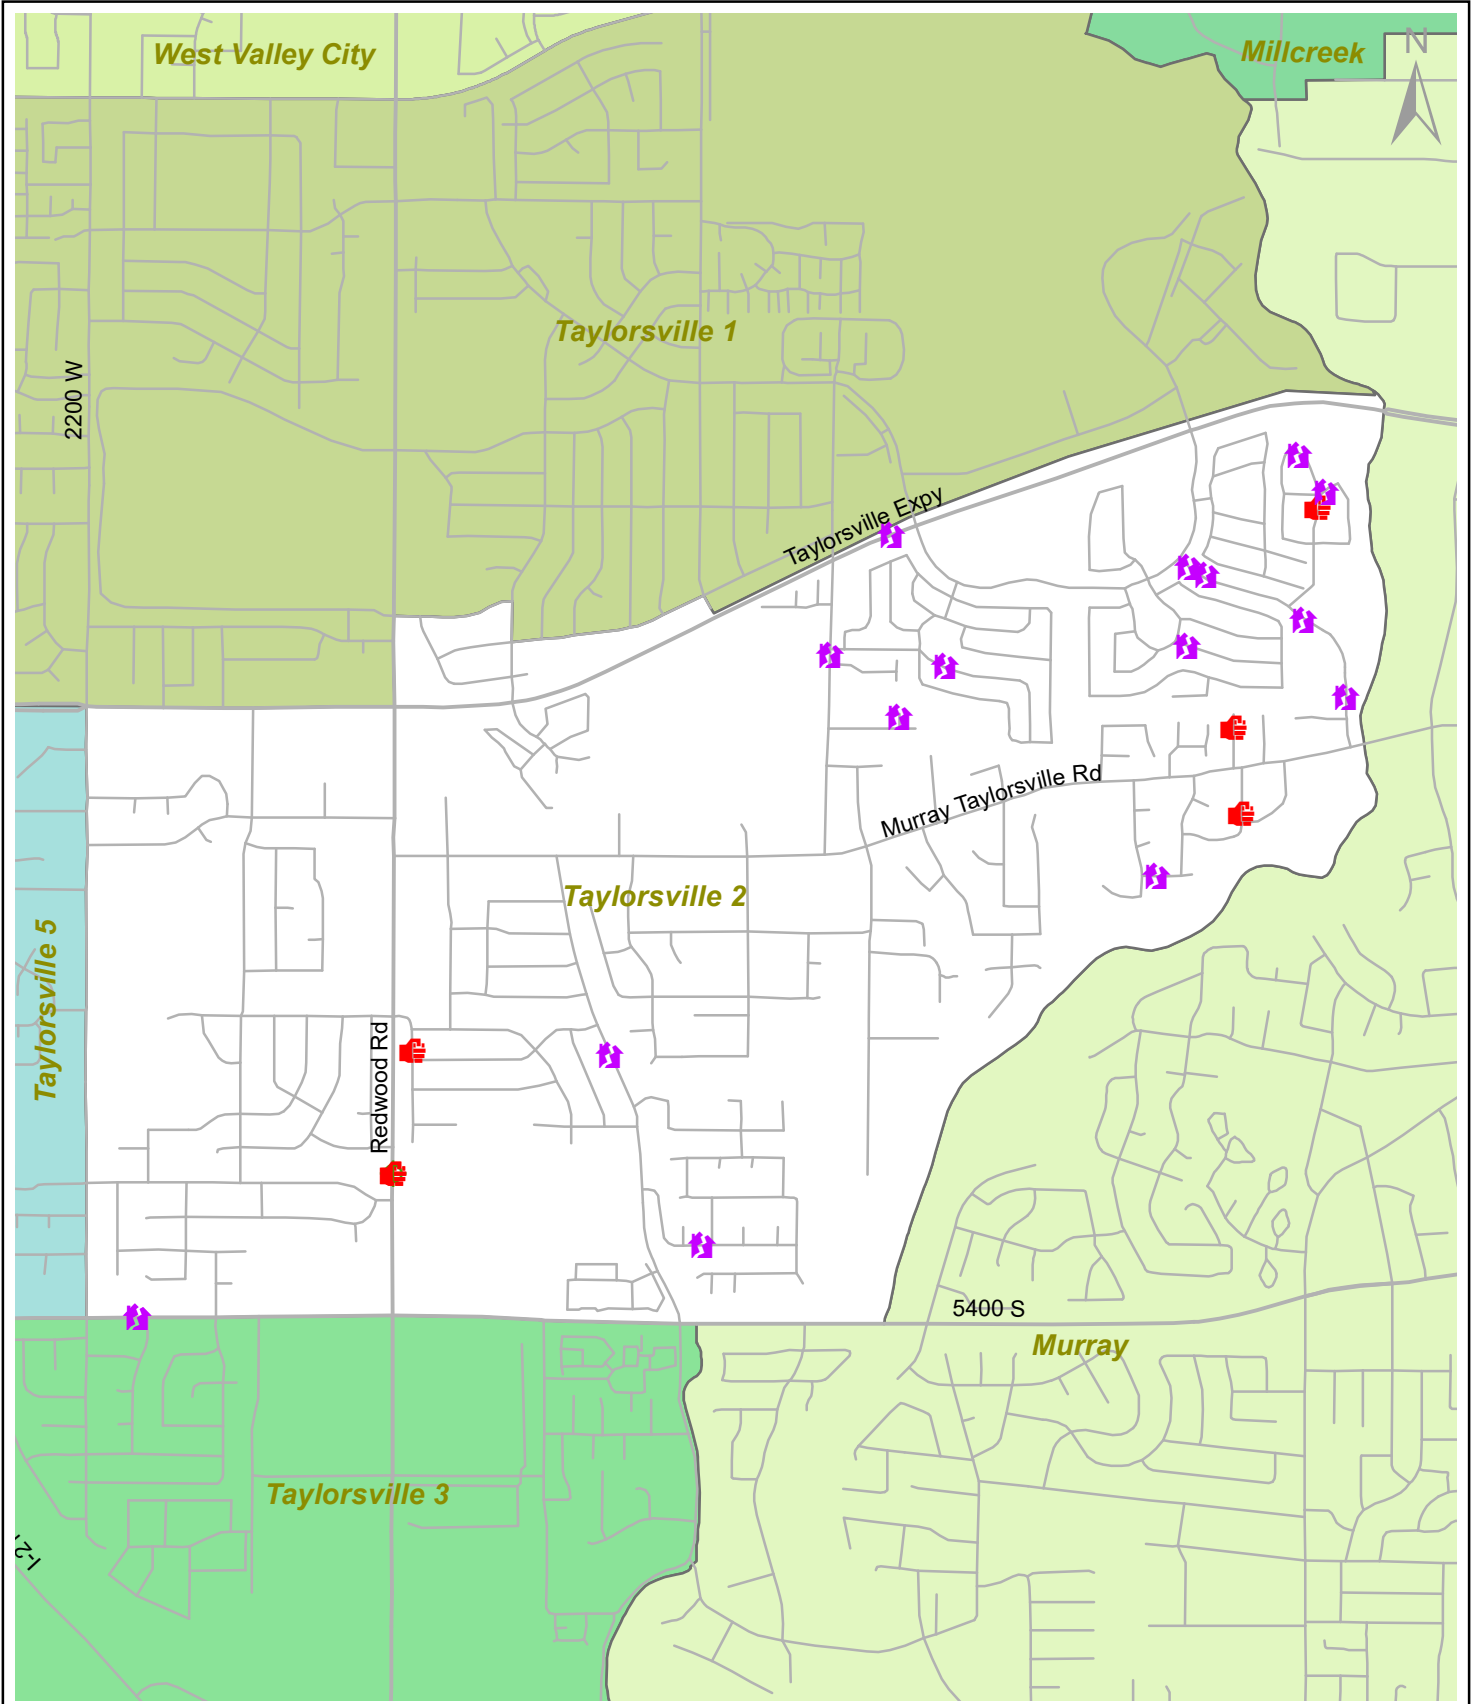 West Valley City
Millcreek
N
Taylorsville 1
2200 W
Taylorsville Expy
Murray Taylorsville Rd
Taylorsville 2
Taylorsville 5
Redwood Rd
5400 S
Murray
Taylorsville 3